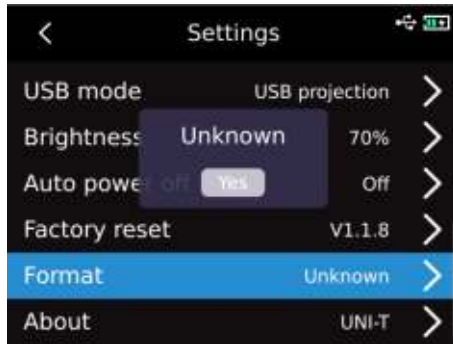 Settings
USB mode USB projection
Brightness 70%
Unknown
Auto power off Off
Yes
Factory reset V1.1.8
Format Unknown
About UNI-T